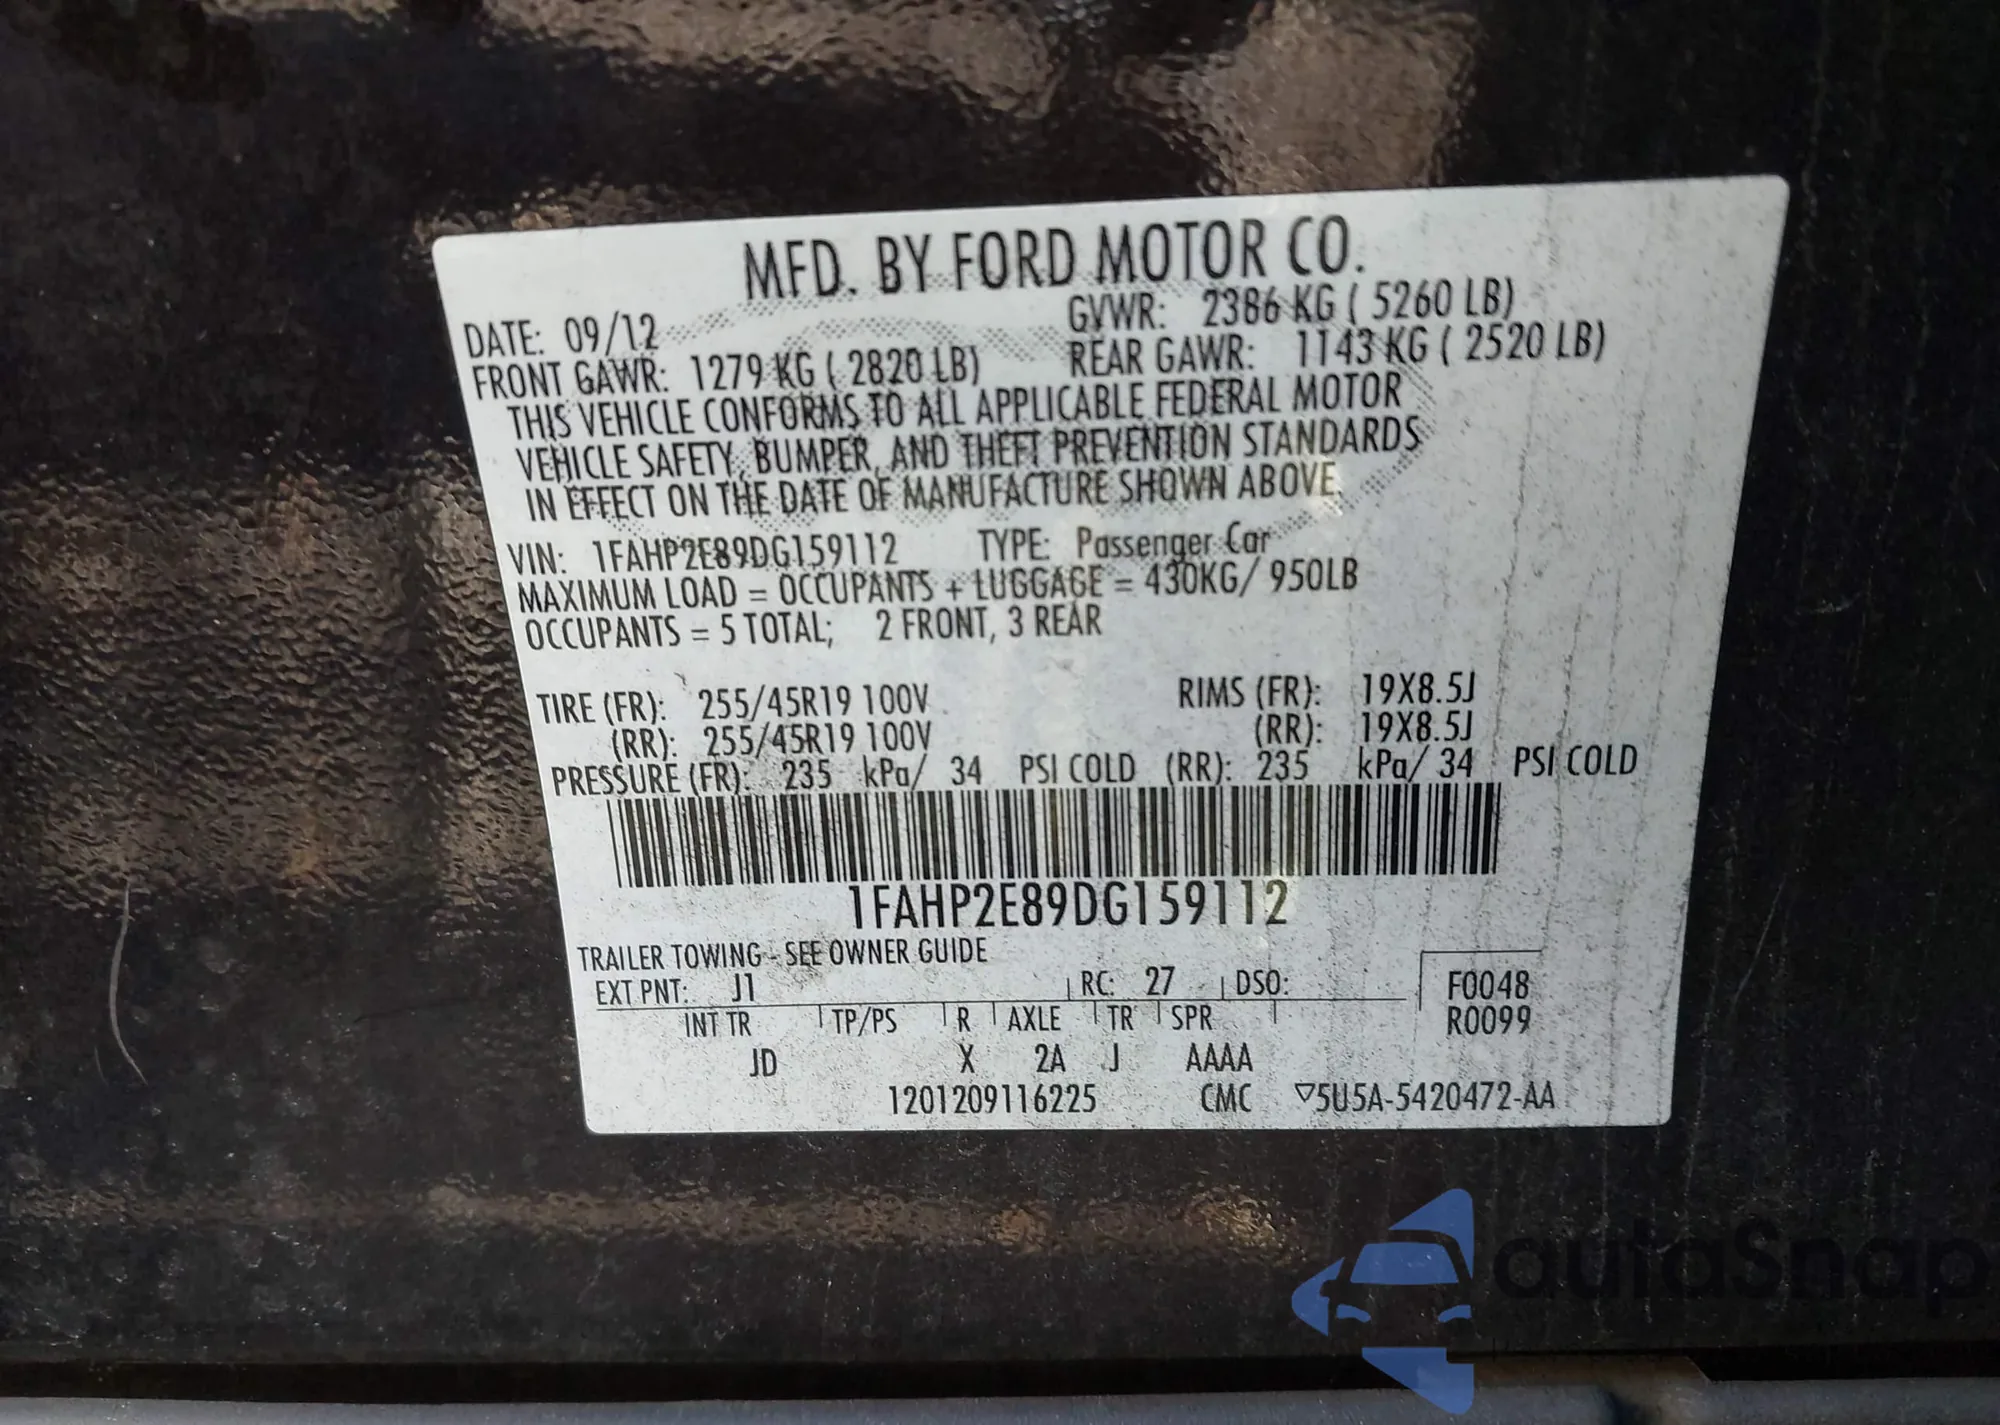 MFD. BY FORD MOTOR CO.
DATE: 09/12 GVWR: 2386 KG ( 5260 LB)
FRONT GAWR: 1279 KG ( 2820 LB) REAR GAWR: 1143 KG ( 2520 LB)
THIS VEHICLE CONFORMS TO ALL APPLICABLE FEDERAL MOTOR
VEHICLE SAFETY, BUMPER, AND THEFT PREVENTION STANDARDS
IN EFFECT ON THE DATE OF MANUFACTURE SHOWN ABOVE.
VIN: 1FAHP2E89DG159112 TYPE: Passenger Car
MAXIMUM LOAD = OCCUPANTS + LUGGAGE = 430KG/ 950LB
OCCUPANTS = 5 TOTAL; 2 FRONT, 3 REAR
TIRE (FR): 255/45R19 100V RIMS (FR): 19X8.5J
(RR): 255/45R19 100V (RR): 19X8.5J
PRESSURE (FR): 235 kPa/ 34 PSI COLD (RR): 235 kPa/ 34 PSI COLD
1FAHP2E89DG159112
TRAILER TOWING - SEE OWNER GUIDE
EXT PNT: J1 RC: 27 DSO: F0048
INT TR TP/PS R AXLE TR SPR R0099
JD X 2A J AAAA
1201209116225 CMC ▽5U5A-5420472-AA
autaSnap